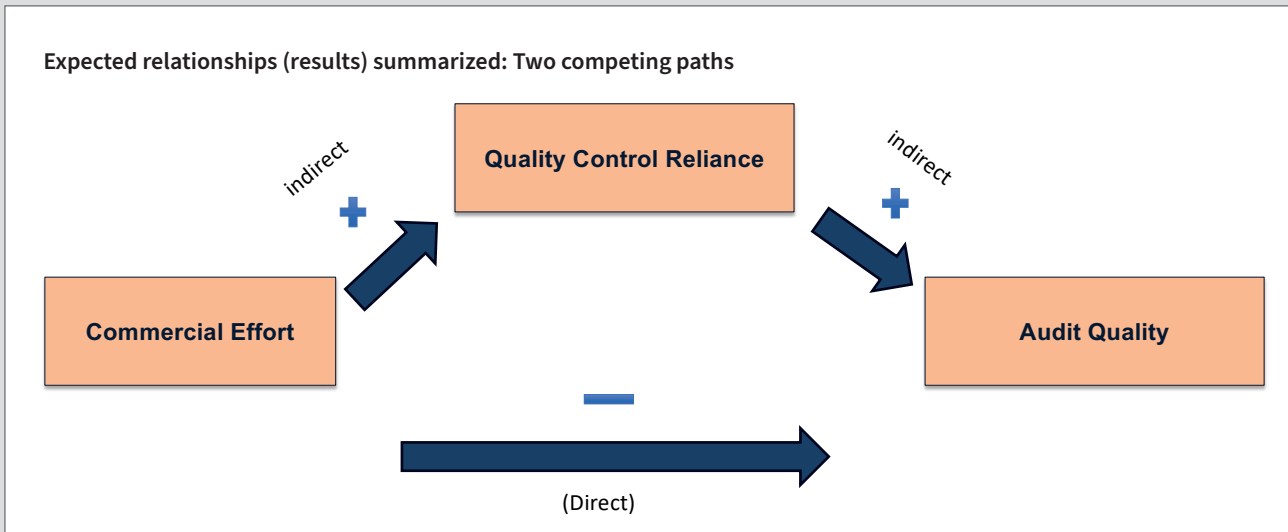 Expected relationships (results) summarized: Two competing paths
indirect
Quality Control Reliance
indirect
Commercial Effort
Audit Quality
(Direct)